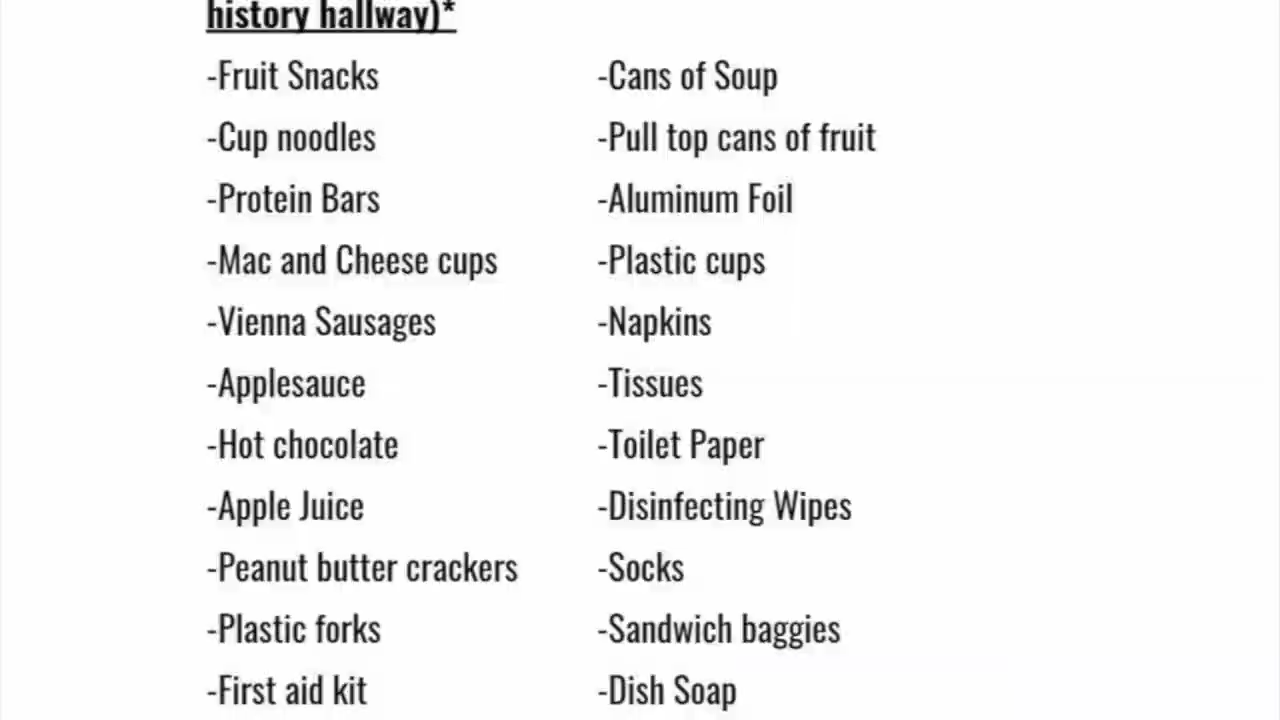 history hallway)*
-Fruit Snacks
-Cup noodles
-Protein Bars
-Mac and Cheese cups
-Vienna Sausages
-Applesauce
-Hot chocolate
-Apple Juice
-Peanut butter crackers
-Plastic forks
-First aid kit
-Cans of Soup
-Pull top cans of fruit
-Aluminum Foil
-Plastic cups
-Napkins
-Tissues
-Toilet Paper
-Disinfecting Wipes
-Socks
-Sandwich baggies
-Dish Soap